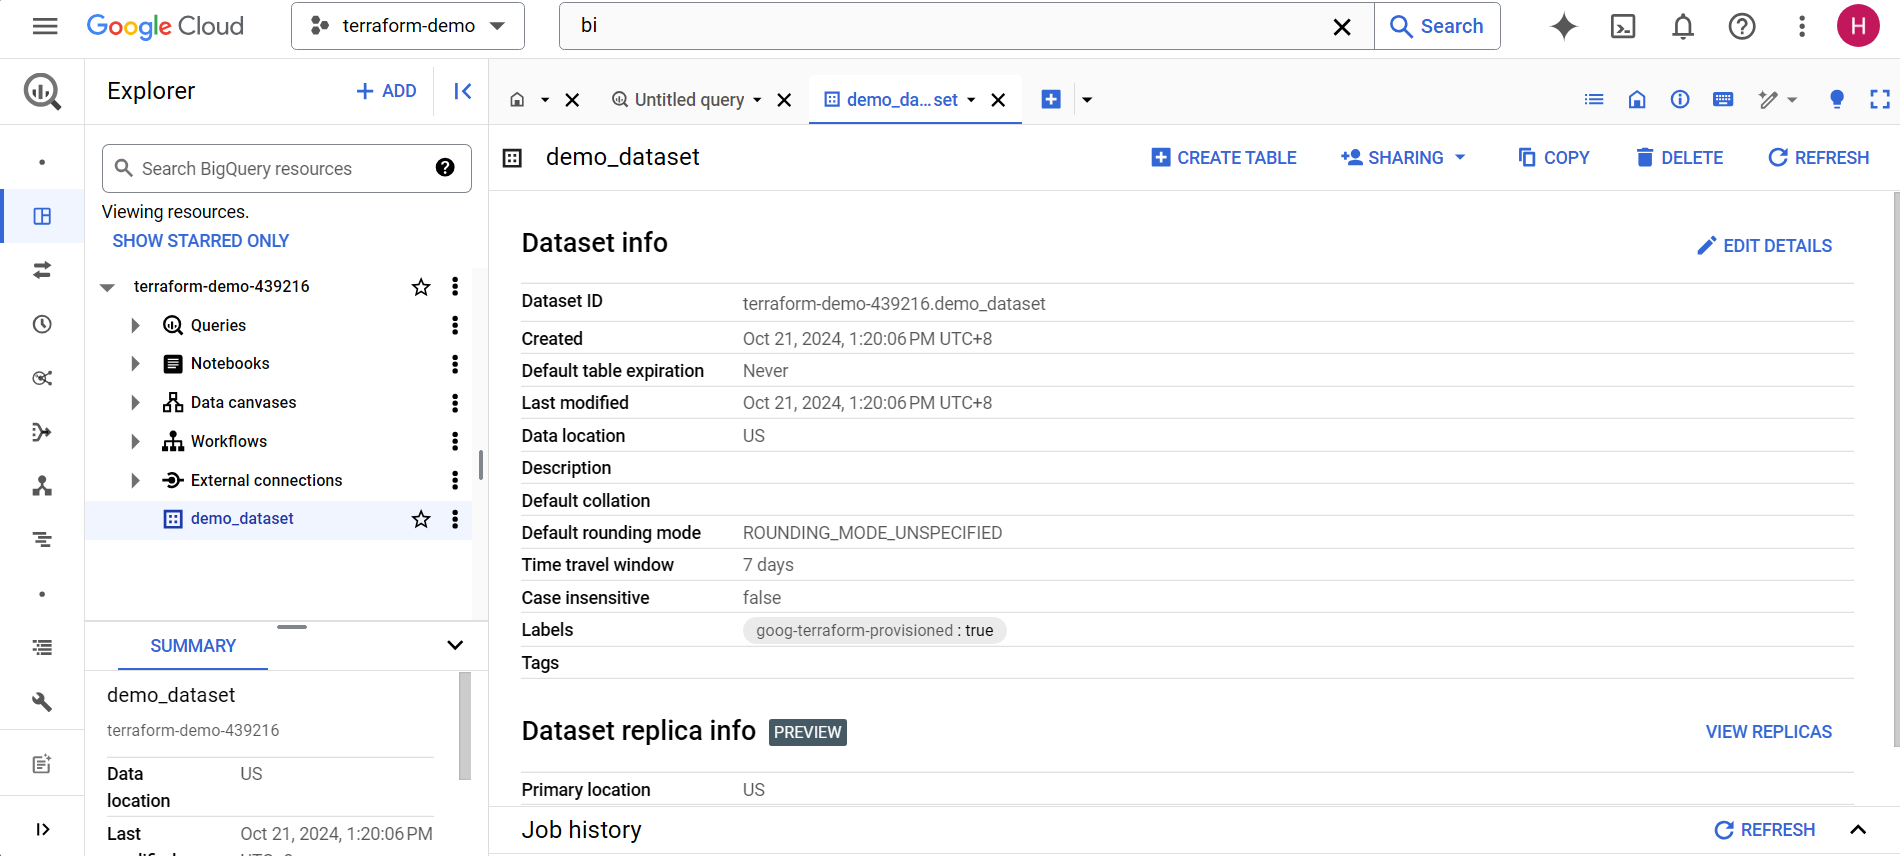 Google Cloud
terraform-demo
bi
Search
H
Explorer
ADD
Untitled query
demo_da...set
Search BigQuery resources
Viewing resources.
SHOW STARRED ONLY
terraform-demo-439216
Queries
Notebooks
Data canvases
Workflows
External connections
demo_dataset
SUMMARY
demo_dataset
terraform-demo-439216
Data location US
Last Oct 21, 2024, 1:20:06 PM
demo_dataset
CREATE TABLE
SHARING
COPY
DELETE
REFRESH
Dataset info
EDIT DETAILS
Dataset ID terraform-demo-439216.demo_dataset
Created Oct 21, 2024, 1:20:06 PM UTC+8
Default table expiration Never
Last modified Oct 21, 2024, 1:20:06 PM UTC+8
Data location US
Description
Default collation
Default rounding mode ROUNDING_MODE_UNSPECIFIED
Time travel window 7 days
Case insensitive false
Labels goog-terraform-provisioned : true
Tags
Dataset replica info PREVIEW
VIEW REPLICAS
Primary location US
Job history
REFRESH